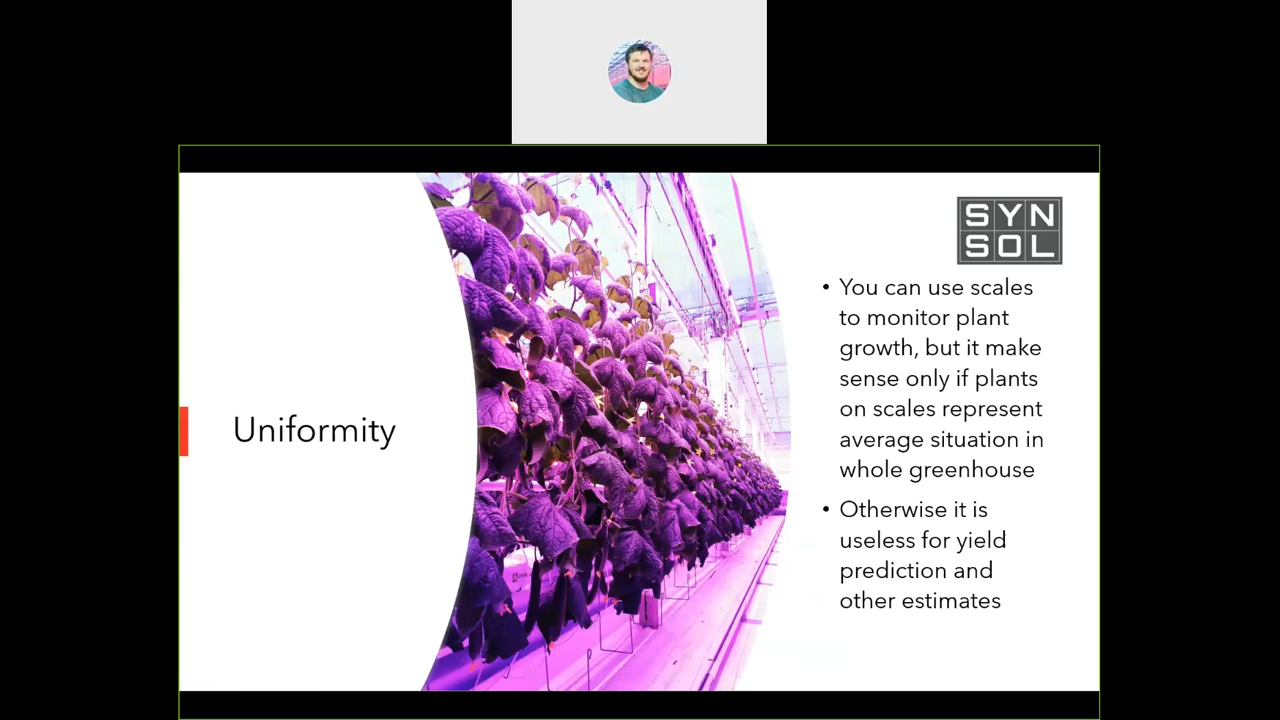 SYN
SOL
Uniformity
• You can use scales
to monitor plant
growth, but it make
sense only if plants
on scales represent
average situation in
whole greenhouse
• Otherwise it is
useless for yield
prediction and
other estimates